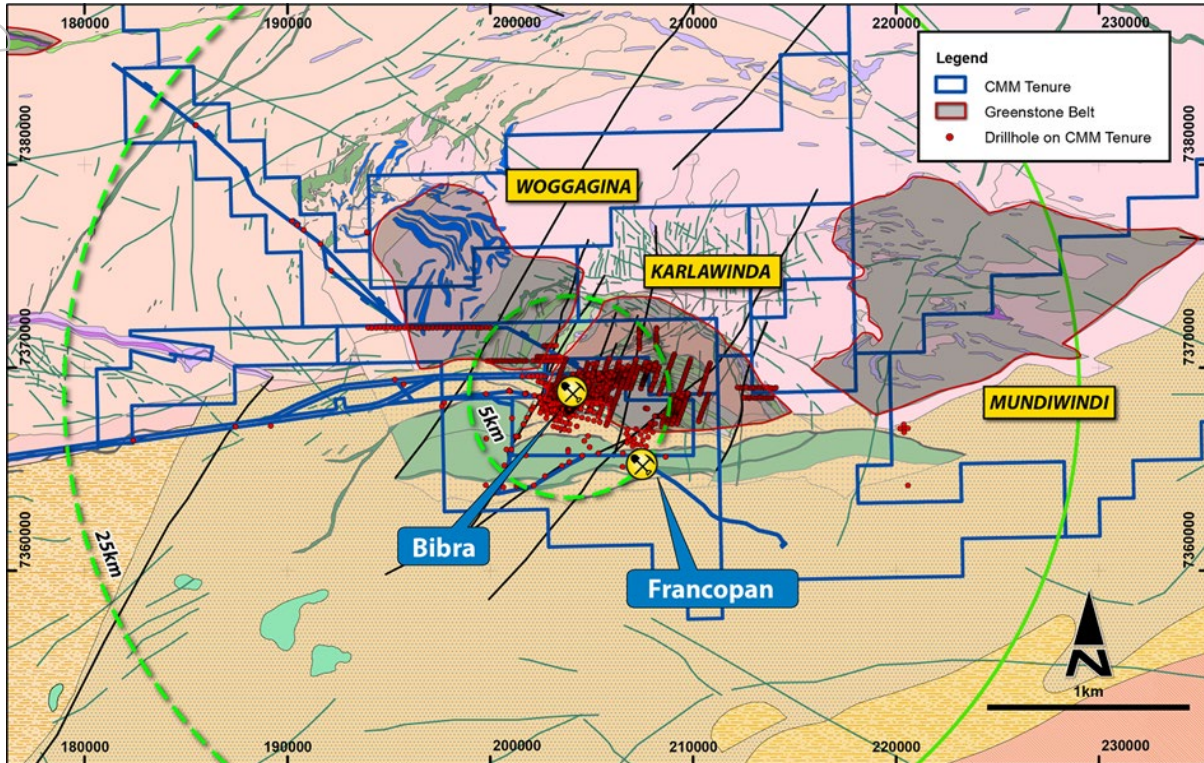 180000
190000
200000
210000
220000
230000
Legend
CMM Tenure
Greenstone Belt
Drillhole on CMM Tenure
7380000
7380000
WOGGAGINA
KARLAWINDA
7370000
7370000
MUNDIWINDI
5km
Bibra
Francopan
25km
7360000
7360000
N
1km
180000
190000
200000
210000
220000
230000